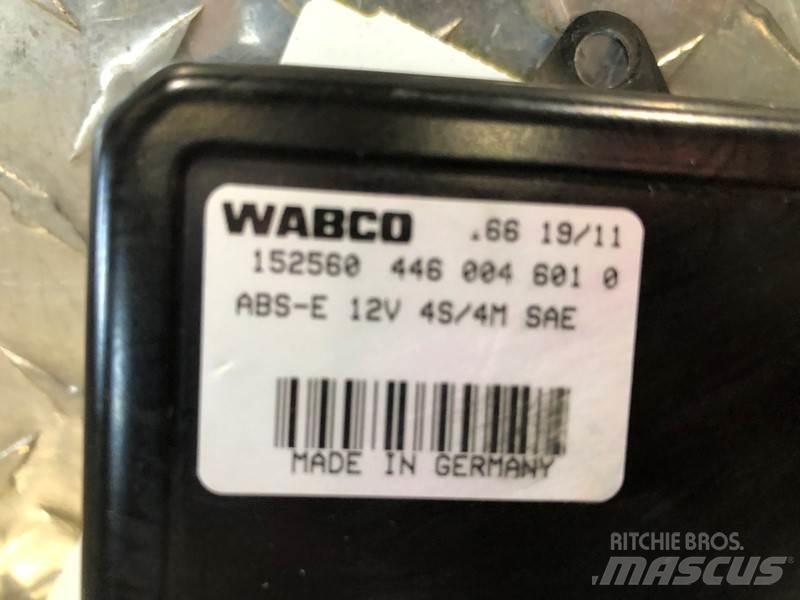 WABCO .66 19/11
152560 446 004 601 0
ABS-E 12V 4S/4M SAE
MADE IN GERMANY
RITCHIE BROS.
.MASCUS